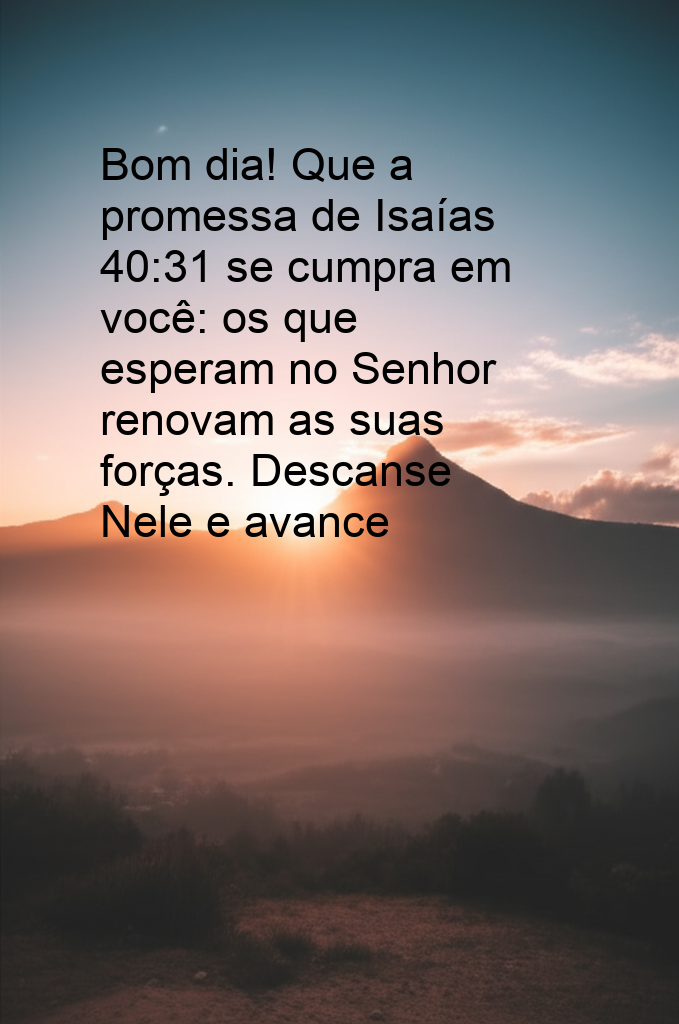 Bom dia! Que a
promessa de Isaías
40:31 se cumpra em
você: os que
esperam no Senhor
renovam as suas
forças. Descanse
Nele e avance